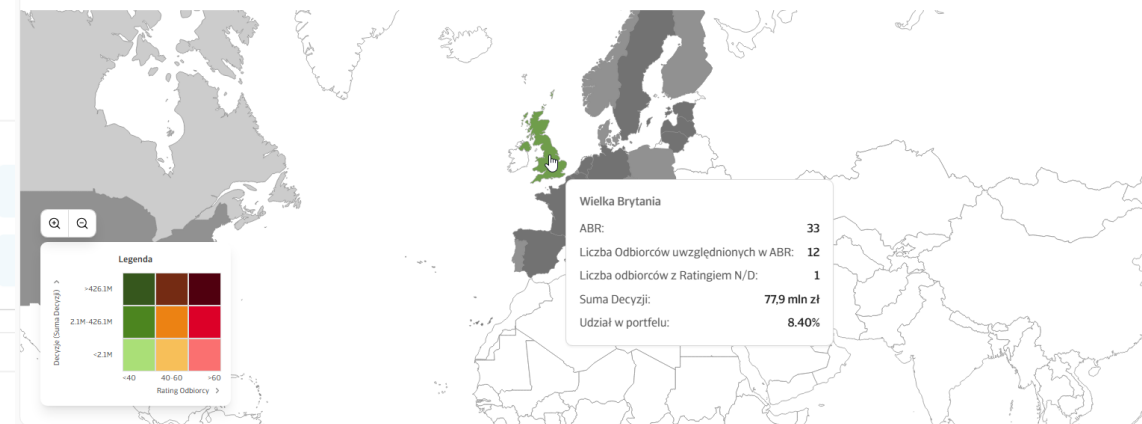 Wielka Brytania
ABR: 33
Liczba Odbiorców uwzględnionych w ABR: 12
Liczba odbiorców z Ratingiem N/D: 1
Suma Decyzji: 77,9 mln zł
Udział w portfelu: 8.40%
Legenda
Decyzje (Suma Decyzji) >
>426.1M
2.1M-426.1M
<2.1M
<40 40-60 >60
Rating Odbiorcy >